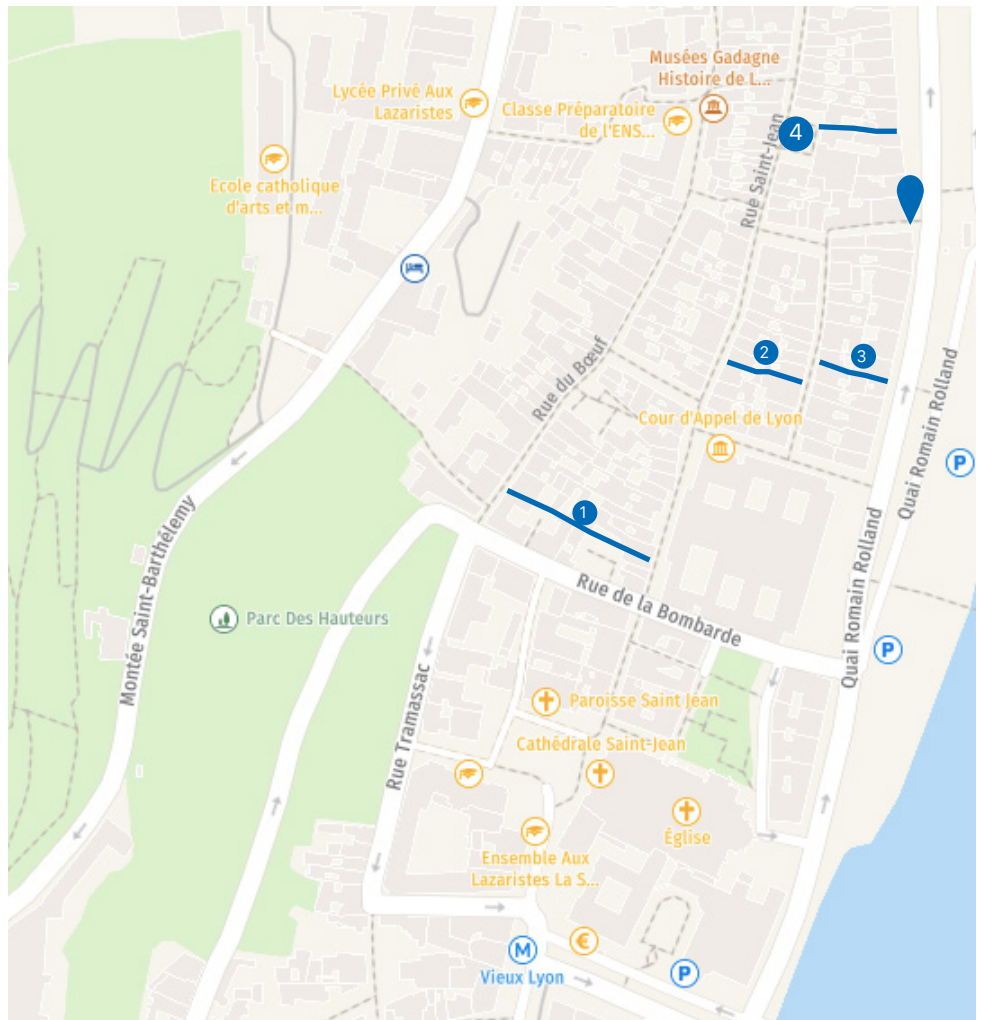 Musées Gadagne
Histoire de L...
Lycée Privé Aux
Lazaristes
Classe Préparatoire
de l'ENS...
4
Rue Saint-Jean
Ecole catholique
d'arts et m...
Rue du Bœuf
2
3
Cour d'Appel de Lyon
Quai Romain Rolland
P
1
Montée Saint-Barthélemy
Quai Romain Rolland
Rue de la Bombarde
Parc Des Hauteurs
P
Rue Tramassac
Paroisse Saint Jean
Cathédrale Saint-Jean
Église
Ensemble Aux
Lazaristes La S...
M
Vieux Lyon
€
P